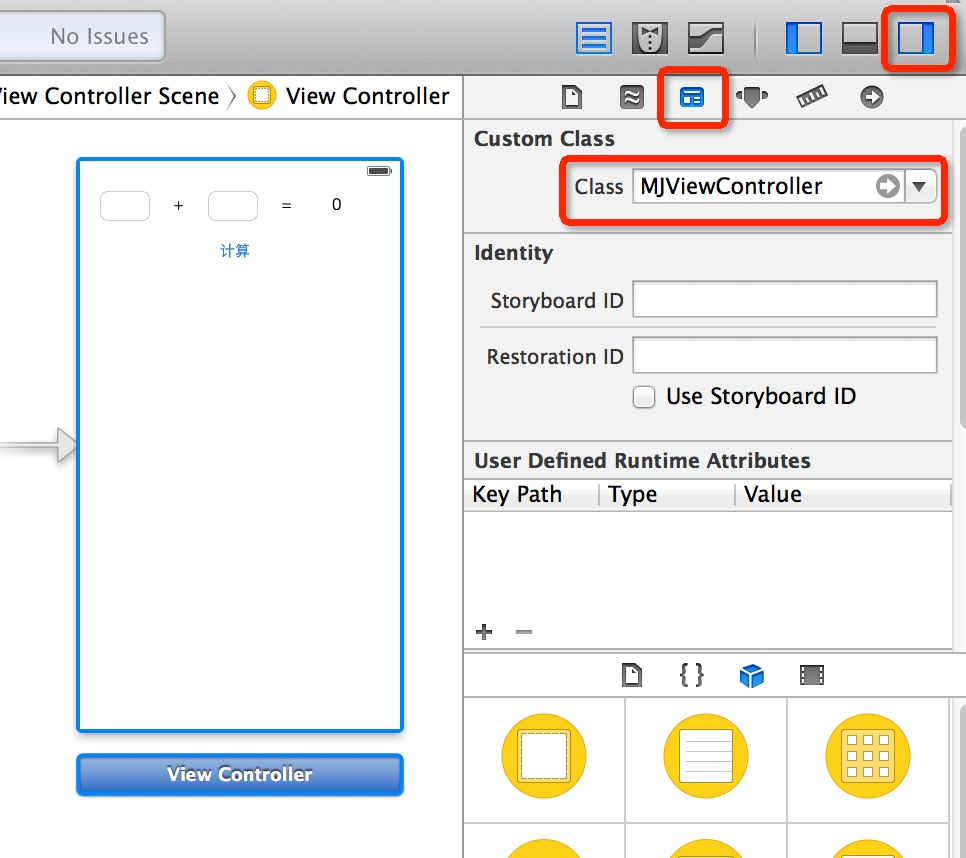 No Issues
View Controller Scene
View Controller
Custom Class
Class MJViewController
+ = 0
计算
Identity
Storyboard ID
Restoration ID
Use Storyboard ID
User Defined Runtime Attributes
Key Path Type Value
{ }
View Controller